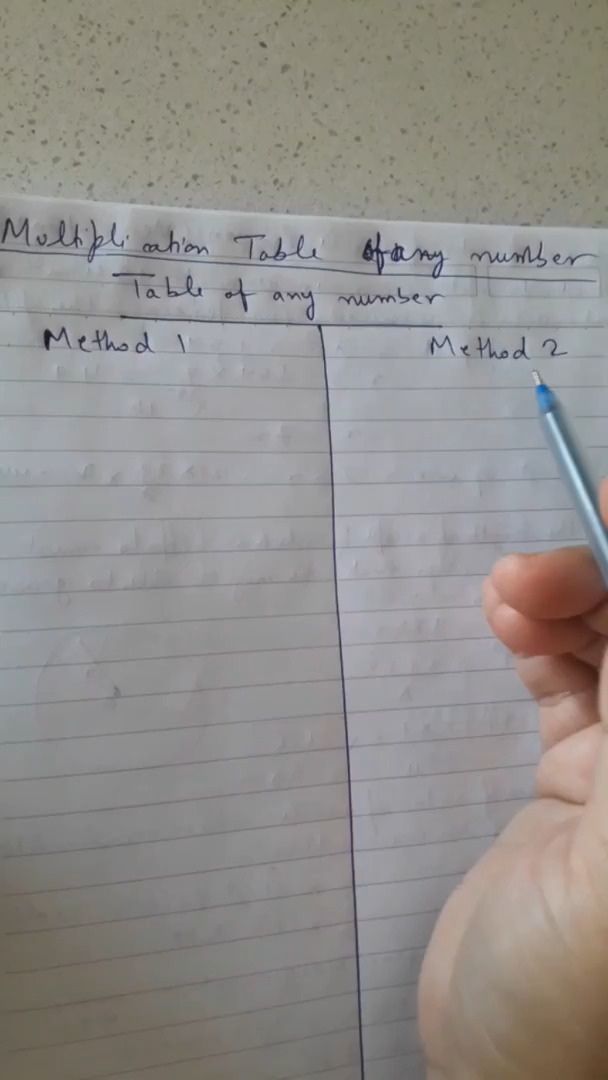 Multiplication Table of any number
Table of any number
Method 1
Method 2